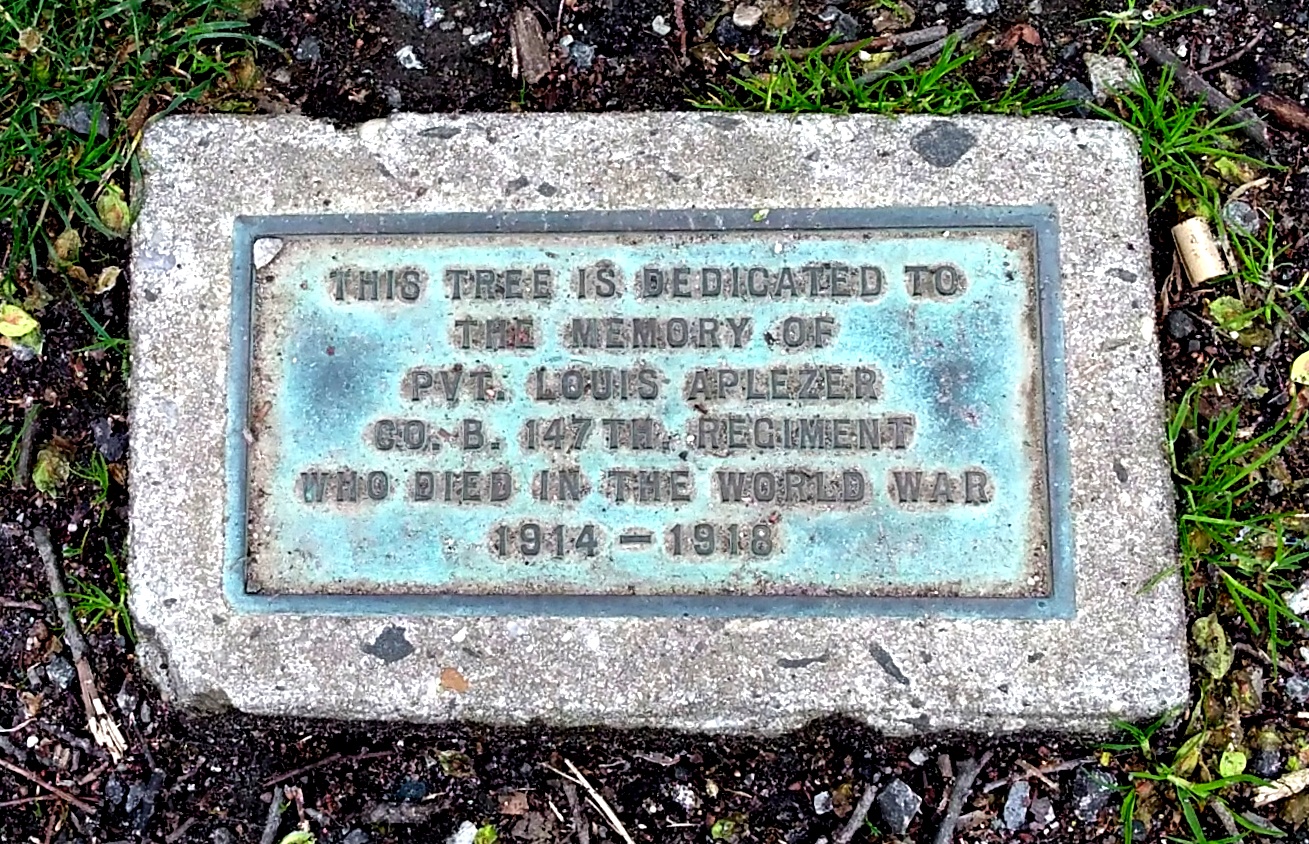 THIS TREE IS DEDICATED TO
THE MEMORY OF
PVT. LOUIS APLEZER
CO. B. 147TH. REGIMENT
WHO DIED IN THE WORLD WAR
1914 – 1918